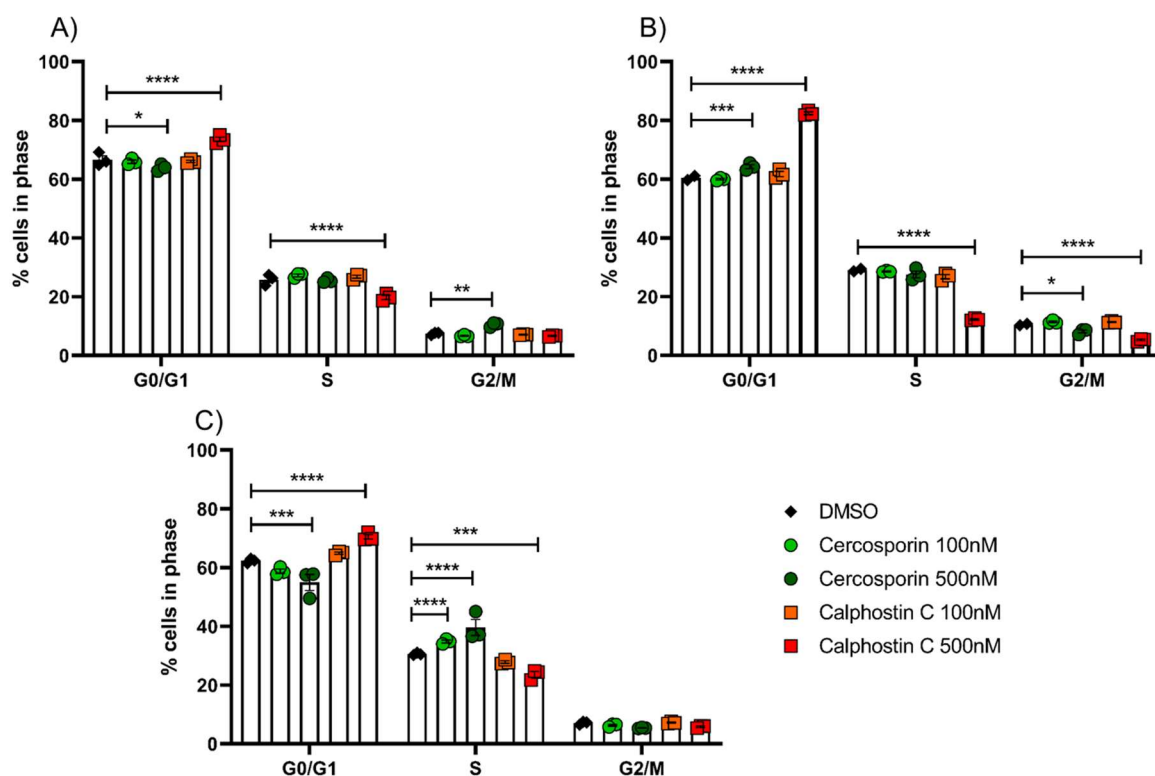 A)
% cells in phase
100
80
60
40
20
0
****
*
****
**
G0/G1
S
G2/M
B)
% cells in phase
100
80
60
40
20
0
****
***
****
****
*
G0/G1
S
G2/M
C)
% cells in phase
100
80
60
40
20
0
****
***
***
****
****
G0/G1
S
G2/M
DMSO
Cercosporin 100nM
Cercosporin 500nM
Calphostin C 100nM
Calphostin C 500nM